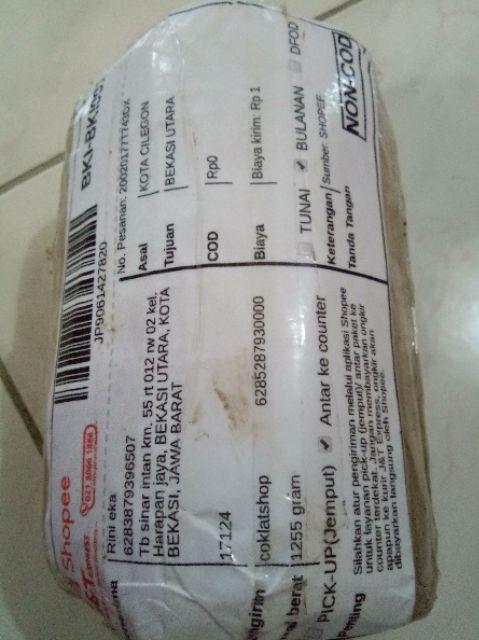 Shopee
EXPRESS
021 8066 1888
JP9061427820
BKI-BKI99
Rini eka
6283879396507
Tb sinar intan km. 55 rt 012 rw 02 kel.
Harapan jaya, BEKASI UTARA, KOTA
BEKASI, JAWA BARAT
17124
coklatshop 6285287930000
berat 1255 gram
PICK-UP(Jemput) ✓ Antar ke counter
Silahkan atur pengiriman melalui aplikasi Shopee
untuk layanan pick-up (jemput)/ antar paket ke
counter terdekat. Jangan membayarkan ongkir
apapun ke kurir J&T Express, ongkir akan
dibayarkan langsung oleh Shopee.
No. Pesanan: 200201777743DX
Asal KOTA CILEGON
Tujuan BEKASI UTARA
COD Rp0
Biaya Biaya kirim: Rp 1
TUNAI ✓ BULANAN DFOD
Keterangan Sumber: SHOPEE
Tanda Tangan
NON-COD